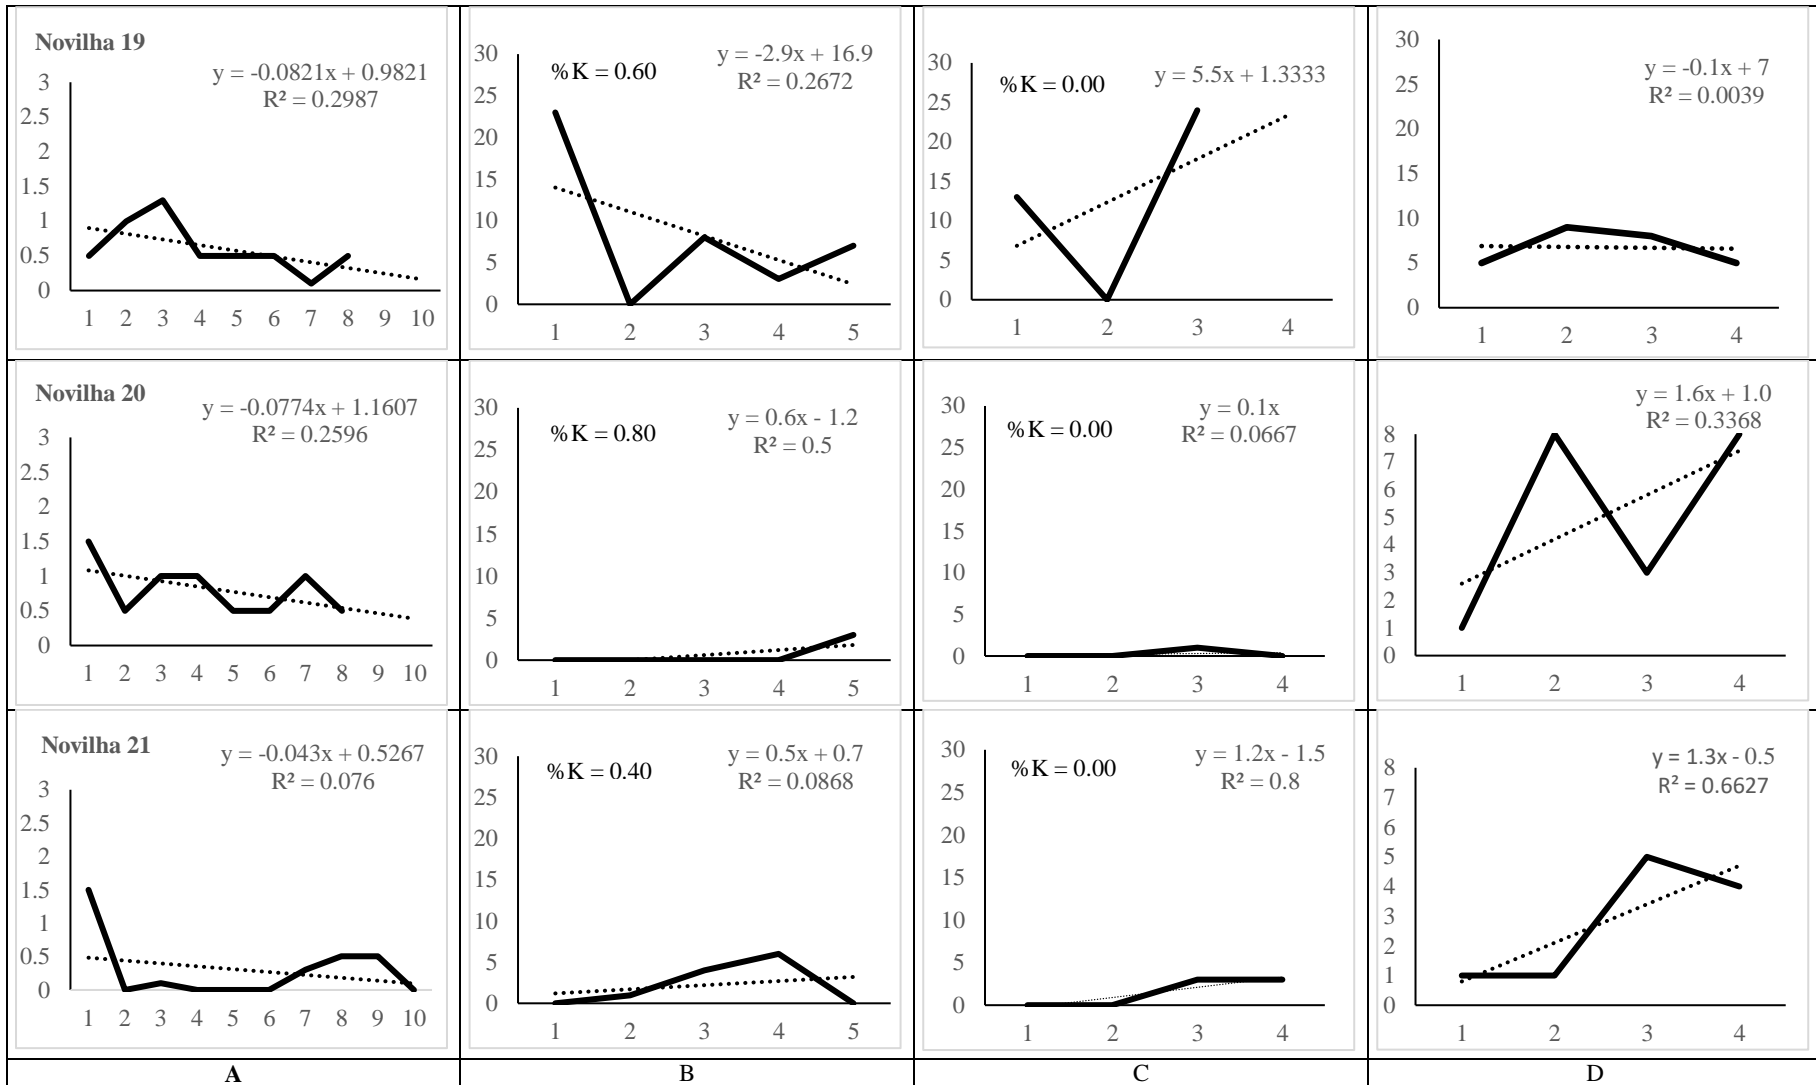 Novilha 19
y = -0.0821x + 0.9821
R² = 0.2987
3
2.5
2
1.5
1
0.5
0
1 2 3 4 5 6 7 8 9 10
%K = 0.60
y = -2.9x + 16.9
R² = 0.2672
30
25
20
15
10
5
0
1 2 3 4 5
%K = 0.00
y = 5.5x + 1.3333
30
25
20
15
10
5
0
1 2 3 4
y = -0.1x + 7
R² = 0.0039
30
25
20
15
10
5
0
1 2 3 4
Novilha 20
y = -0.0774x + 1.1607
R² = 0.2596
3
2.5
2
1.5
1
0.5
0
1 2 3 4 5 6 7 8 9 10
%K = 0.80
y = 0.6x - 1.2
R² = 0.5
30
25
20
15
10
5
0
1 2 3 4 5
%K = 0.00
y = 0.1x
R² = 0.0667
30
25
20
15
10
5
0
1 2 3 4
y = 1.6x + 1.0
R² = 0.3368
8
7
6
5
4
3
2
1
0
1 2 3 4
Novilha 21
y = -0.043x + 0.5267
R² = 0.076
3
2.5
2
1.5
1
0.5
0
1 2 3 4 5 6 7 8 9 10
%K = 0.40
y = 0.5x + 0.7
R² = 0.0868
30
25
20
15
10
5
0
1 2 3 4 5
%K = 0.00
y = 1.2x - 1.5
R² = 0.8
30
25
20
15
10
5
0
1 2 3 4
y = 1.3x - 0.5
R² = 0.6627
8
7
6
5
4
3
2
1
0
1 2 3 4
A B C D